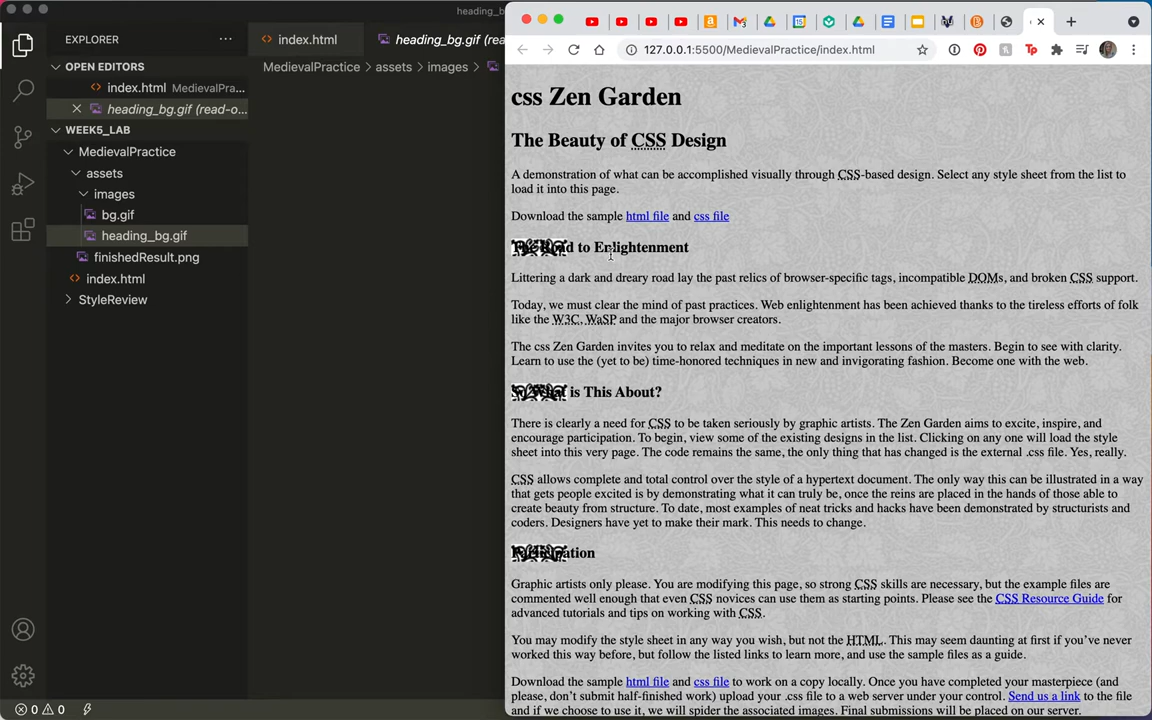 heading_b
EXPLORER
index.html
heading_bg.gif (rea
OPEN EDITORS
MedievalPractice
assets
images
index.html MedievalPra...
heading_bg.gif (read-o...
WEEK5_LAB
MedievalPractice
assets
images
bg.gif
heading_bg.gif
finishedResult.png
index.html
StyleReview
0 0
127.0.0.1:5500/MedievalPractice/index.html
css Zen Garden
The Beauty of CSS Design
A demonstration of what can be accomplished visually through CSS-based design. Select any style sheet from the list to
load it into this page.
Download the sample html file and css file
The Road to Enlightenment
Littering a dark and dreary road lay the past relics of browser-specific tags, incompatible DOMs, and broken CSS support.
Today, we must clear the mind of past practices. Web enlightenment has been achieved thanks to the tireless efforts of folk
like the W3C, WaSP and the major browser creators.
The css Zen Garden invites you to relax and meditate on the important lessons of the masters. Begin to see with clarity.
Learn to use the (yet to be) time-honored techniques in new and invigorating fashion. Become one with the web.
So What is This About?
There is clearly a need for CSS to be taken seriously by graphic artists. The Zen Garden aims to excite, inspire, and
encourage participation. To begin, view some of the existing designs in the list. Clicking on any one will load the style
sheet into this very page. The code remains the same, the only thing that has changed is the external .css file. Yes, really.
CSS allows complete and total control over the style of a hypertext document. The only way this can be illustrated in a way
that gets people excited is by demonstrating what it can truly be, once the reins are placed in the hands of those able to
create beauty from structure. To date, most examples of neat tricks and hacks have been demonstrated by structurists and
coders. Designers have yet to make their mark. This needs to change.
Participation
Graphic artists only please. You are modifying this page, so strong CSS skills are necessary, but the example files are
commented well enough that even CSS novices can use them as starting points. Please see the CSS Resource Guide for
advanced tutorials and tips on working with CSS.
You may modify the style sheet in any way you wish, but not the HTML. This may seem daunting at first if you’ve never
worked this way before, but follow the listed links to learn more, and use the sample files as a guide.
Download the sample html file and css file to work on a copy locally. Once you have completed your masterpiece (and
please, don’t submit half-finished work) upload your .css file to a web server under your control. Send us a link to the file
and if we choose to use it, we will spider the associated images. Final submissions will be placed on our server.